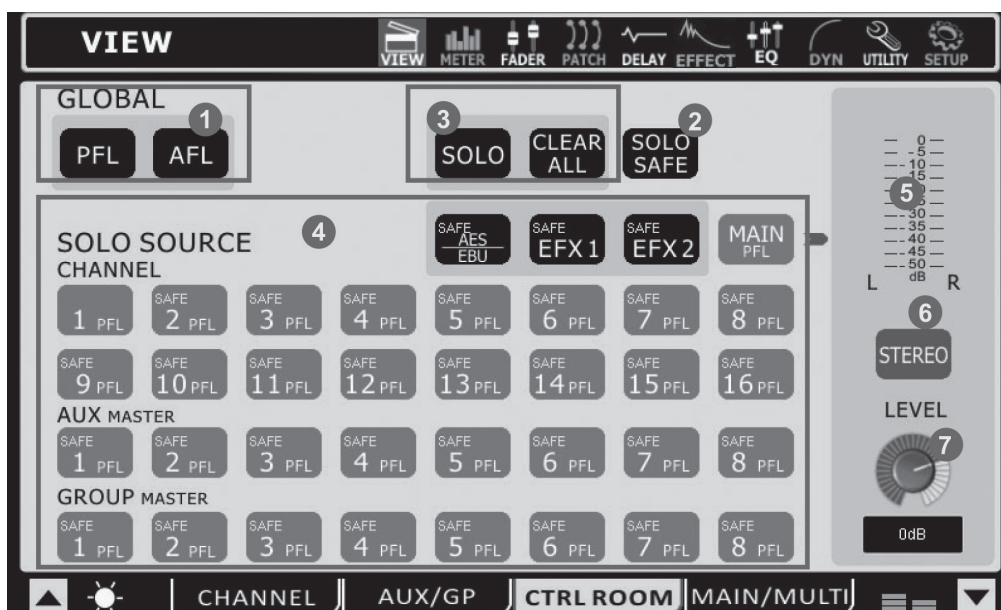 VIEW
VIEW METER FADER PATCH DELAY EFFECT EQ DYN UTILITY SETUP
GLOBAL
1
PFL AFL
3
SOLO CLEAR ALL
2
SOLO SAFE
SOLO SOURCE
4
SAFE AES EBU SAFE EFX 1 SAFE EFX 2 MAIN PFL
CHANNEL
1 PFL SAFE 2 PFL SAFE 3 PFL SAFE 4 PFL SAFE 5 PFL SAFE 6 PFL SAFE 7 PFL SAFE 8 PFL
SAFE 9 PFL SAFE 10 PFL SAFE 11 PFL SAFE 12 PFL SAFE 13 PFL SAFE 14 PFL SAFE 15 PFL SAFE 16 PFL
AUX MASTER
SAFE 1 PFL SAFE 2 PFL SAFE 3 PFL SAFE 4 PFL SAFE 5 PFL SAFE 6 PFL SAFE 7 PFL SAFE 8 PFL
GROUP MASTER
SAFE 1 PFL SAFE 2 PFL SAFE 3 PFL SAFE 4 PFL SAFE 5 PFL SAFE 6 PFL SAFE 7 PFL SAFE 8 PFL
0
-5
-10
-15
5
-30
-35
-40
-45
-50
dB
L R
6
STEREO
LEVEL
7
0dB
CHANNEL AUX/GP CTRL ROOM MAIN/MULTI